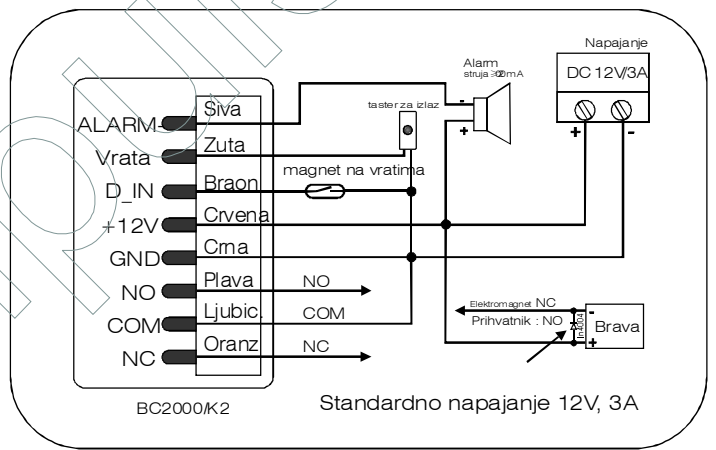 Napajanje
DC 12V/3A
+ -
Alarm
- +
taster za izlaz
ALARM- Siva
Vrata Zuta
magnet na vratima
D_IN Braon
+12V Crvena
GND Crna
NO Plava NO
COM Ljubic. COM
NC Oranz NC
Elektromagnet NC
Prihvatnik : NO
In4004
- +
Brava
BC2000/K2
Standardno napajanje 12V, 3A